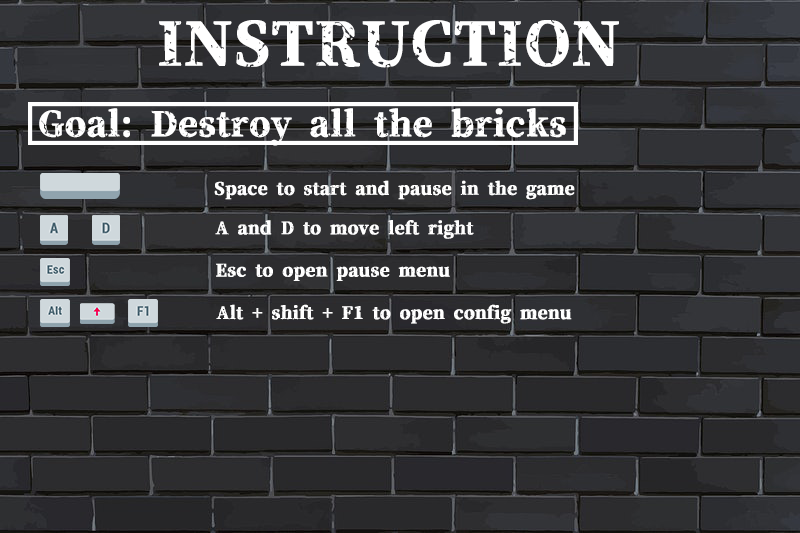 INSTRUCTION
Goal: Destroy all the bricks
Space to start and pause in the game
A D A and D to move left right
Esc Esc to open pause menu
Alt ↑ F1 Alt + shift + F1 to open config menu